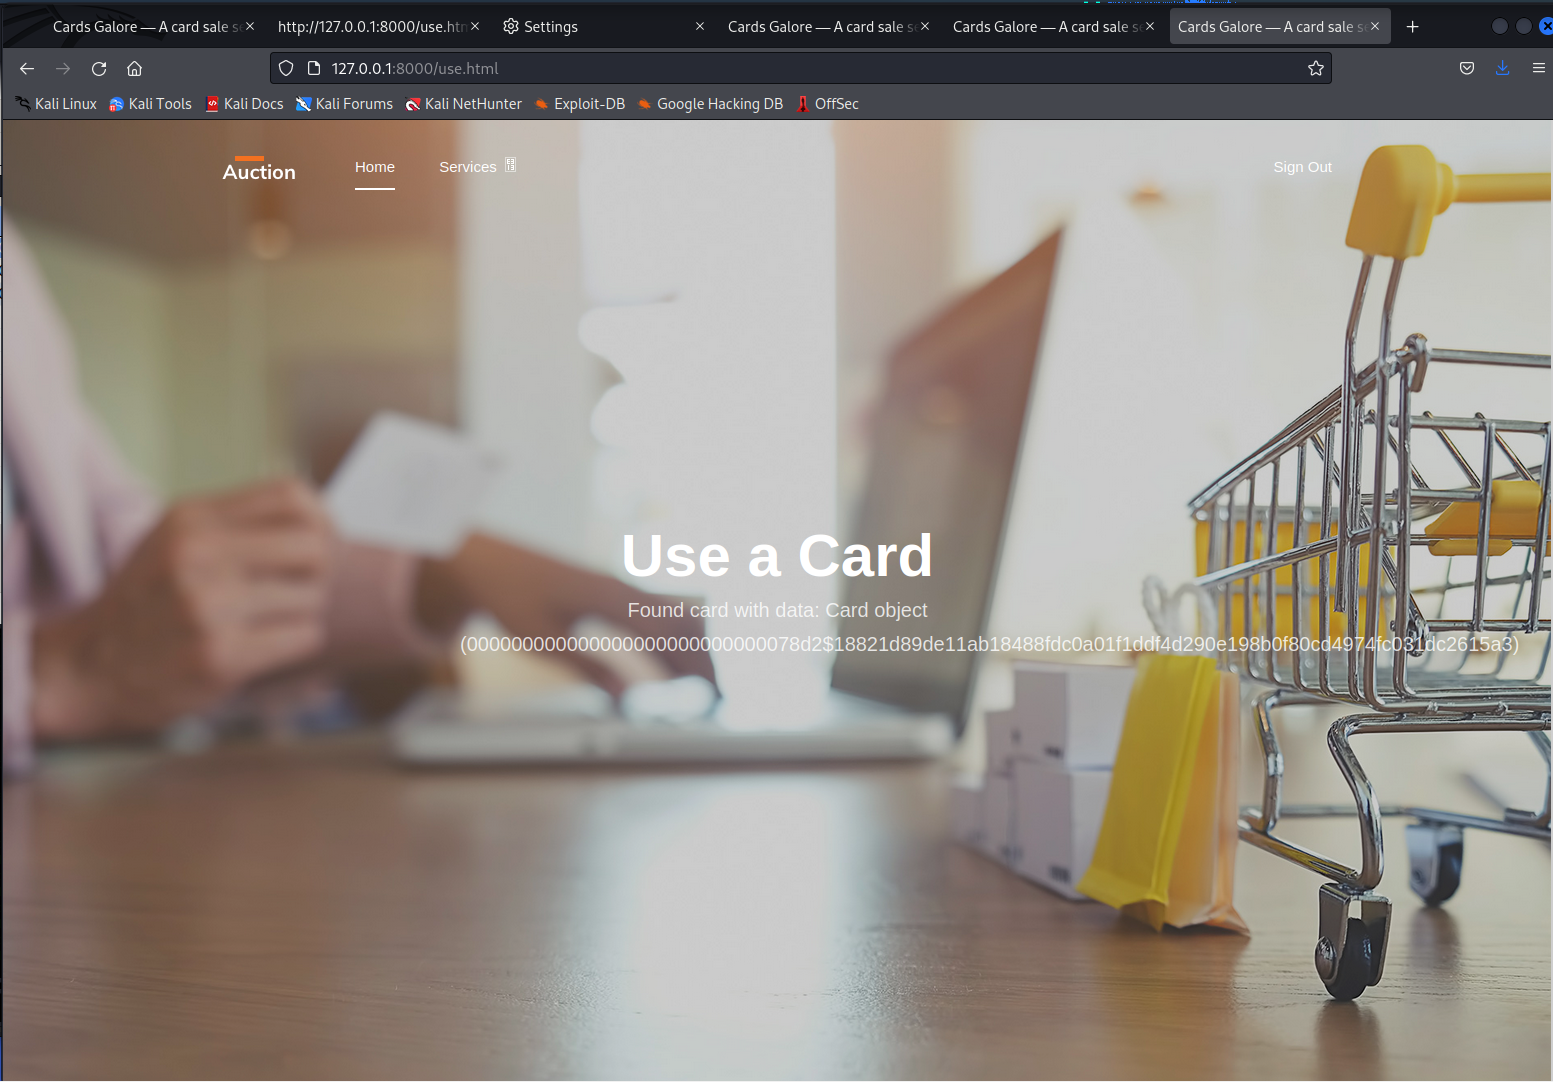 Cards Galore — A card sale s
http://127.0.0.1:8000/use.htm
Settings
Cards Galore — A card sale s
Cards Galore — A card sale s
Cards Galore — A card sale s
127.0.0.1:8000/use.html
Kali Linux
Kali Tools
Kali Docs
Kali Forums
Kali NetHunter
Exploit-DB
Google Hacking DB
OffSec
Auction
Home
Services
Sign Out
Use a Card
Found card with data: Card object
(000000000000000000000000000078d2$18821d89de11ab18488fdc0a01f1ddf4d290e198b0f80cd4974fc031dc2615a3)